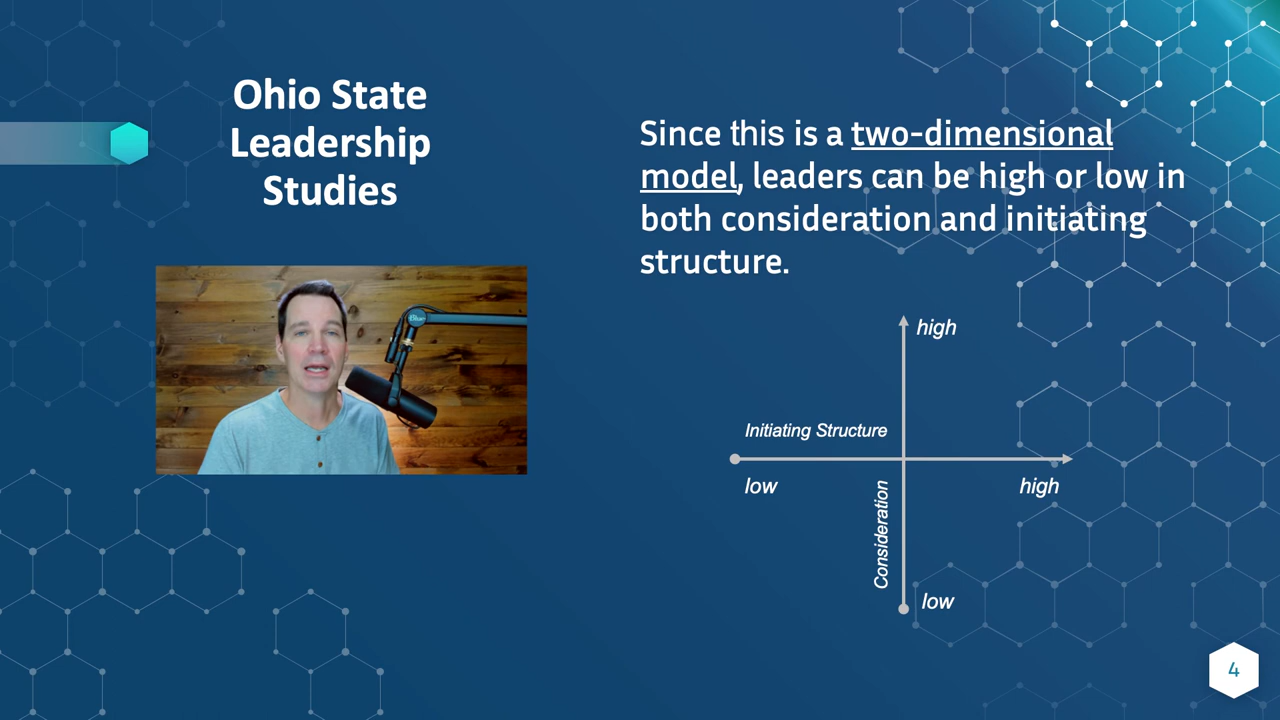 Ohio State
Leadership
Studies
Since this is a two-dimensional
model, leaders can be high or low in
both consideration and initiating
structure.
high
Initiating Structure
low
high
Consideration
low
Blue
4